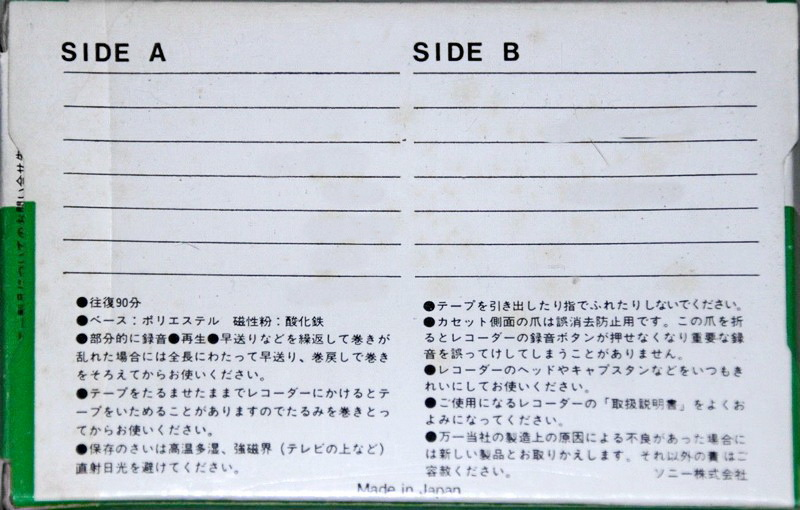 SIDE A
●往復90分
●ベース：ポリエステル　磁性粉：酸化鉄
●部分的に録音●再生●早送りなどを繰返して巻きが
乱れた場合には全長にわたって早送り、巻戻しで巻き
をそろえてからお使いください。
●テープをたるませたままでレコーダーにかけるとテ
ープをいためることがありますのでたるみを巻きとっ
てからお使いください。
●保存のさいは高温多湿、強磁界（テレビの上など）
直射日光を避けてください。
SIDE B
●テープを引き出したり指でふれたりしないでください。
●カセット側面の爪は誤消去防止用です。この爪を折
るとレコーダーの録音ボタンが押せなくなり重要な録
音を誤ってけしてしまうことがありません。
●レコーダーのヘッドやキャプスタンなどをいつもき
れいにしてお使いください。
●ご使用になるレコーダーの「取扱説明書」をよくお
よみになってください。
●万一当社の製造上の原因による不良があった場合に
は新しい製品とお取りかえします。それ以外の責はご
容赦ください。
ソニー株式会社
Made in Japan